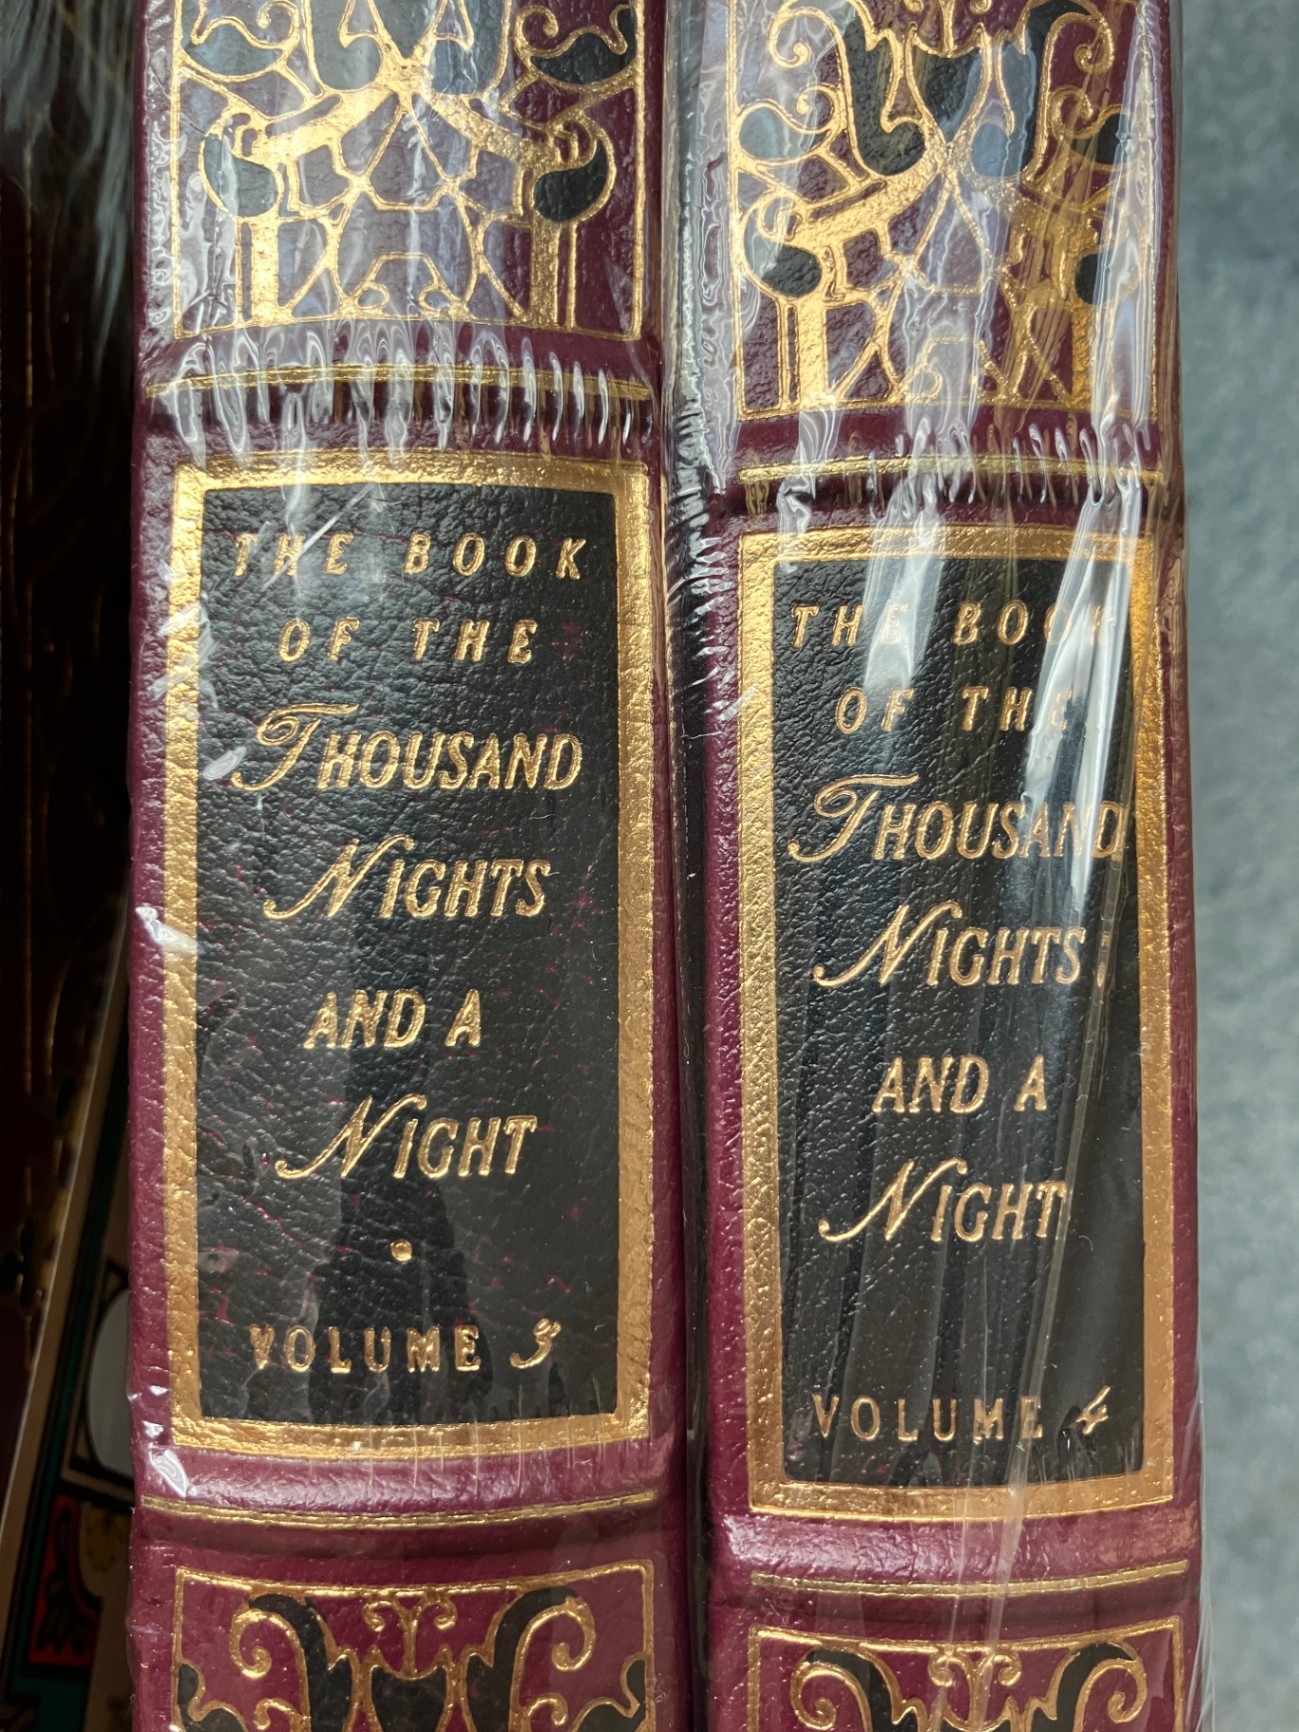 THE BOOK
OF THE
THOUSAND
NIGHTS
AND A
NIGHT
VOLUME 3
THE BOOK
OF THE
THOUSAND
NIGHTS
AND A
NIGHT
VOLUME 4